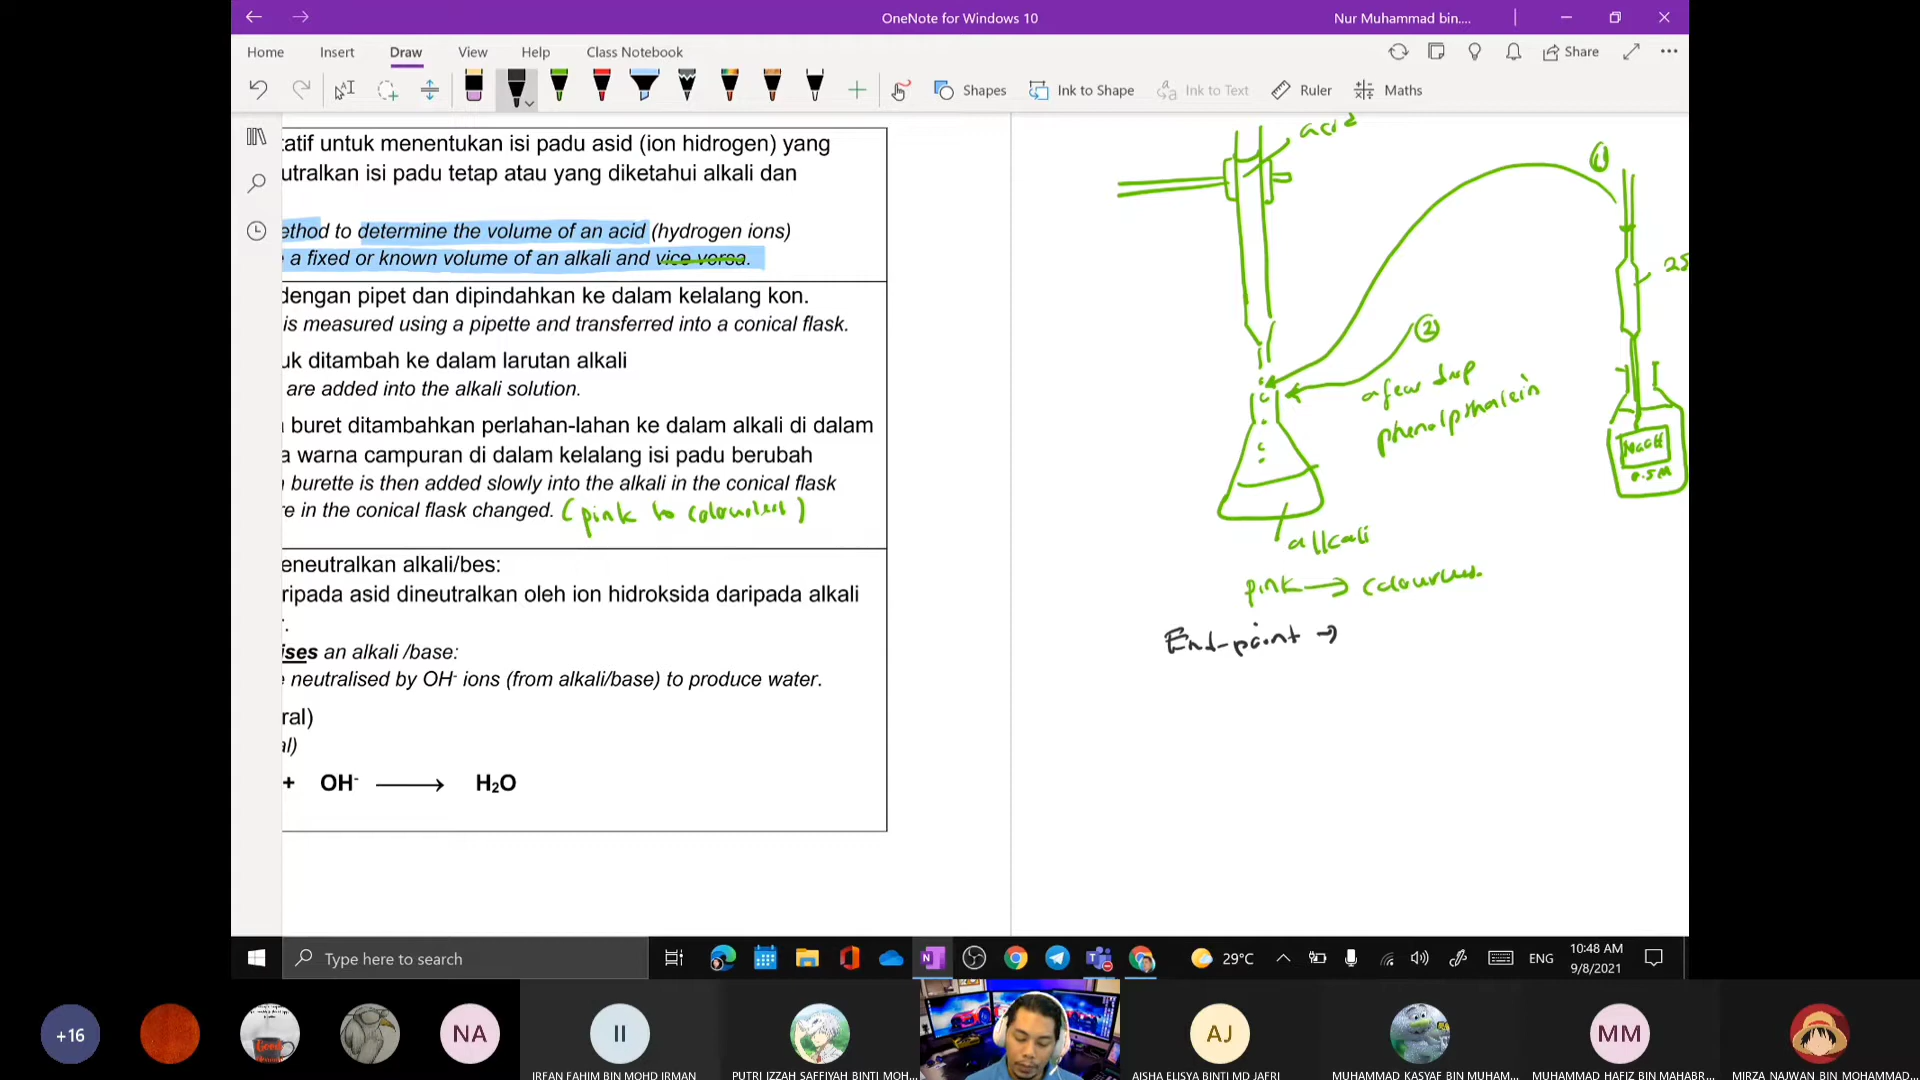 OneNote for Windows 10
Nur Muhammad bin....
Home Insert Draw View Help Class Notebook
Share
Shapes Ink to Shape Ink to Text Ruler Maths
tatif untuk menentukan isi padu asid (ion hidrogen) yang
utralkan isi padu tetap atau yang diketahui alkali dan
ethod to determine the volume of an acid (hydrogen ions)
e a fixed or known volume of an alkali and vice versa.
dengan pipet dan dipindahkan ke dalam kelalang kon.
is measured using a pipette and transferred into a conical flask.
uk ditambah ke dalam larutan alkali
are added into the alkali solution.
a buret ditambahkan perlahan-lahan ke dalam alkali di dalam
a warna campuran di dalam kelalang isi padu berubah
n burette is then added slowly into the alkali in the conical flask
re in the conical flask changed. (pink to colourless)
eneutralkan alkali/bes:
ripada asid dineutralkan oleh ion hidroksida daripada alkali
r.
ises an alkali /base:
e neutralised by OH- ions (from alkali/base) to produce water.
ral)
al)
+ OH- ⟶ H₂O
acid
1
25
2
a few drop
phenolpthalein
NaOH
0.5M
alkali
pink → colourless.
End-point →
Type here to search
29°C
ENG
10:48 AM
9/8/2021
+16
NA
II
AJ
MM
IRFAN FAHIM BIN MOHD IRMAN
PUTRI IZZAH SAFFIYAH BINTI MOH...
AISHA ELISYA BINTI MD JAFRI
MUHAMMAD KASYAF BIN MUHAM...
MUHAMMAD HAFIZ BIN MAHABR...
MIRZA NAJWAN BIN MOHAMMAD...